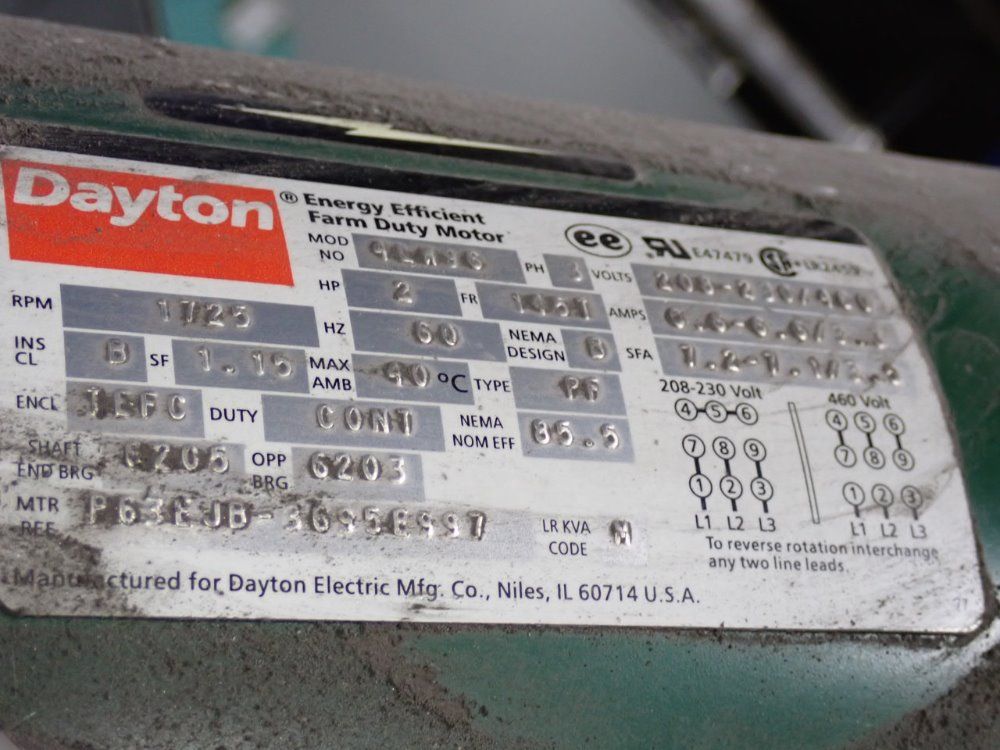 Dayton ® Energy Efficient
Farm Duty Motor
MOD NO PH 3 VOLTS 208-230/460
ee E47479
HP 2 FR 145T AMPS
RPM 1725 HZ 60 NEMA DESIGN B SFA
INS CL B SF 1.15 MAX AMB 40 °C TYPE
ENCL TEFC DUTY CONT NEMA NOM EFF 85.5
SHAFT END BRG 6205 OPP BRG 6203
MTR REF LR KVA CODE
208-230 Volt
4-5-6
7 8 9
1 2 3
L1 L2 L3
460 Volt
4 5 6
7 8 9
1 2 3
L1 L2 L3
To reverse rotation interchange
any two line leads.
Manufactured for Dayton Electric Mfg. Co., Niles, IL 60714 U.S.A.